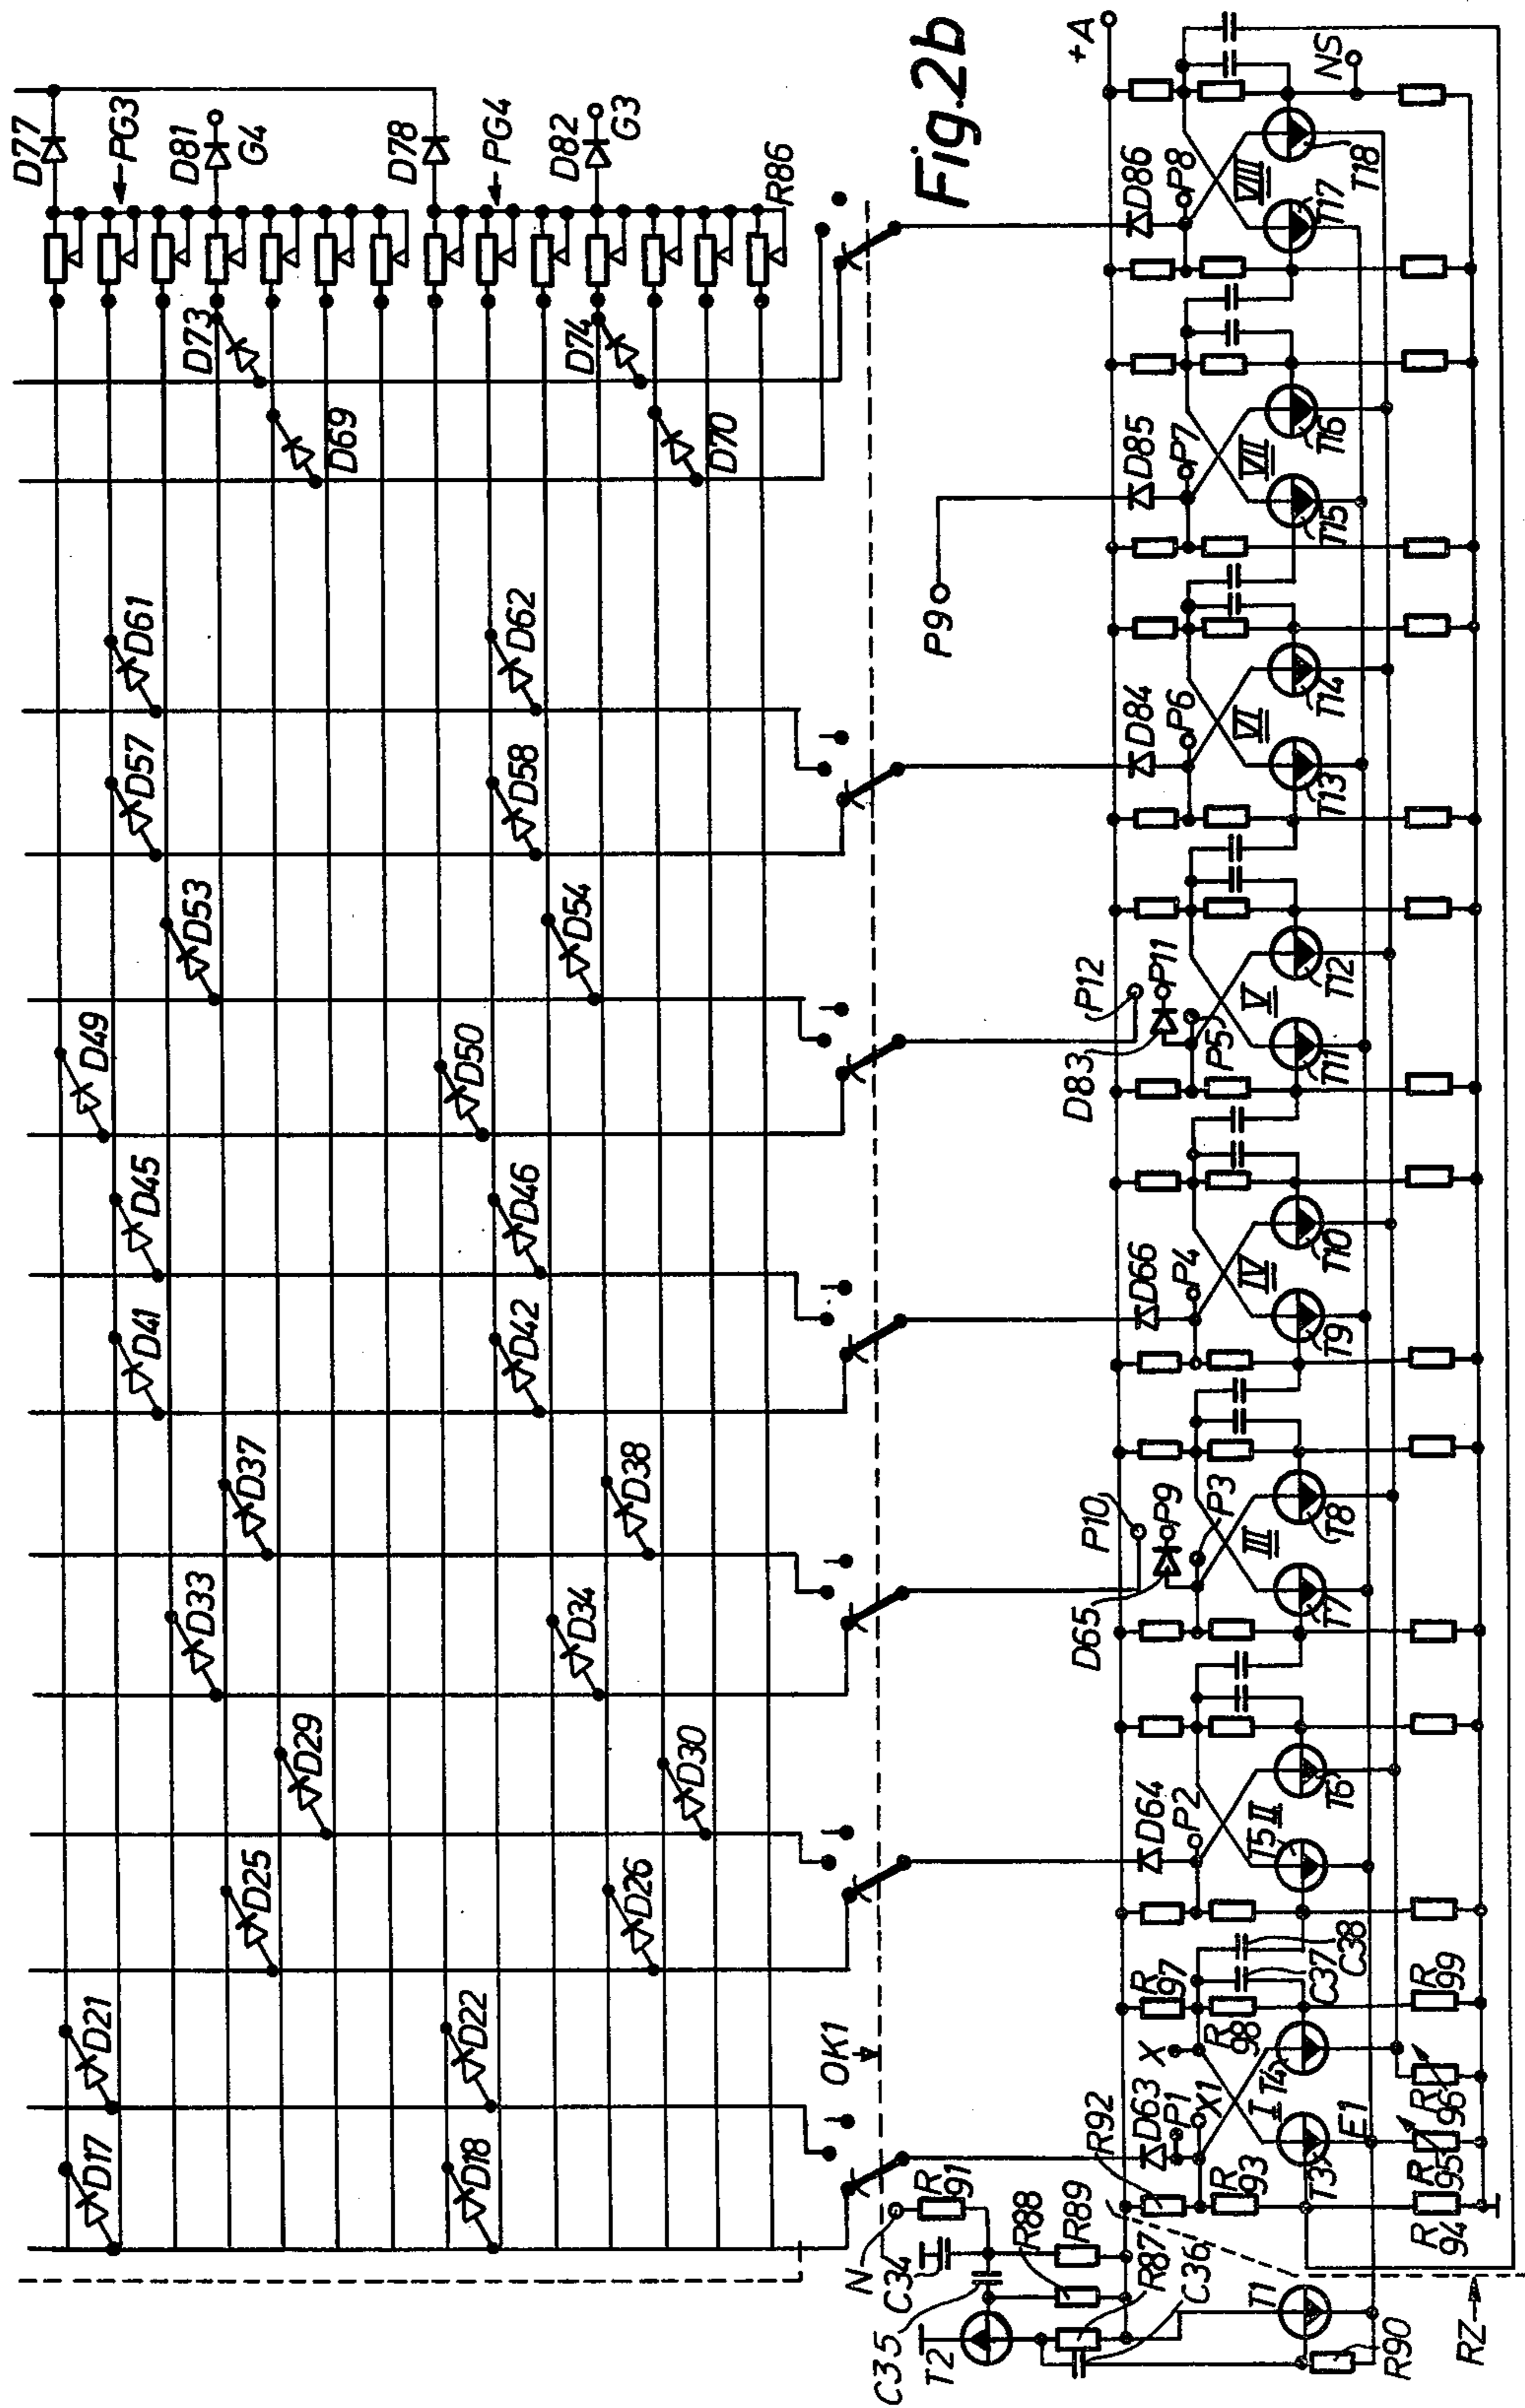 Fig.2b
D77
PG3
D81
G4
D78
PG4
D82
G3
R86
D73
D74
D69
D70
D61
D62
D57
D58
D53
D54
D49
D50
D45
D46
D41
D42
D37
D38
D33
D34
D29
D30
D25
D26
D21
D22
D17
D18
OK1
+A
NS
D86
P8
VIII
T18
T17
D85
P7
VII
T16
T15
P9
D84
P6
VI
T14
T13
P12
P11
D83
P5
V
T12
T11
D66
P4
IV
T10
T9
P10
P9
D65
P3
III
T8
T7
D64
P2
II
T6
T5
C38
C37
R97
R98
R99
X
D63
P1
X1
I
T4
T3
E1
R96
R95
R94
R93
R92
R91
N
C34
R88
R89
R87
C36
C35
T2
T1
R90
RZ